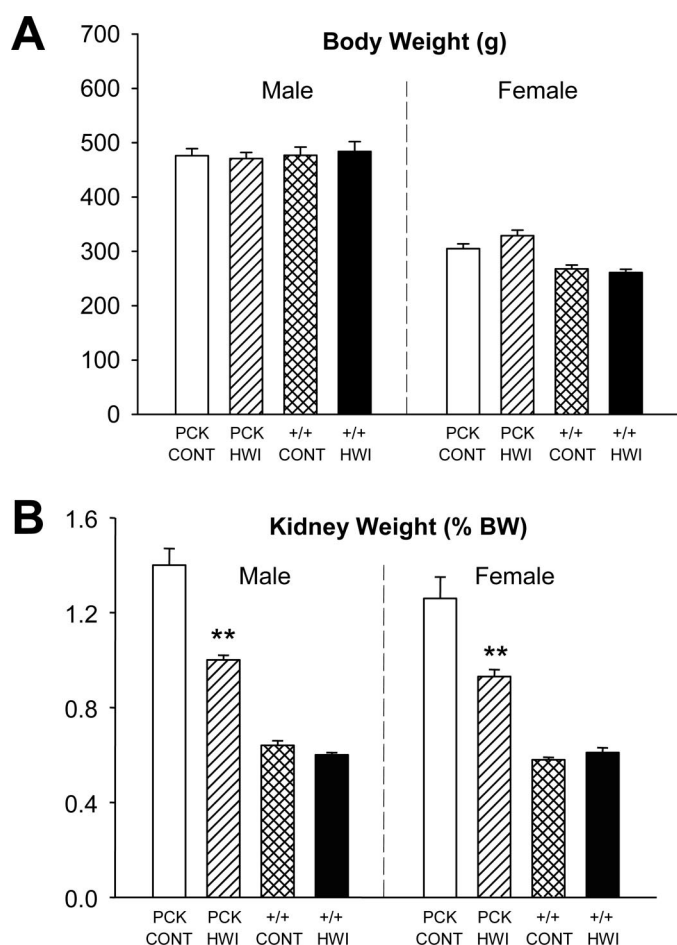 A
Body Weight (g)
700
600
500
400
300
200
100
0
Male
Female
PCK CONT
PCK HWI
+/+ CONT
+/+ HWI
PCK CONT
PCK HWI
+/+ CONT
+/+ HWI
B
Kidney Weight (% BW)
1.6
1.2
0.8
0.4
0.0
Male
Female
**
**
PCK CONT
PCK HWI
+/+ CONT
+/+ HWI
PCK CONT
PCK HWI
+/+ CONT
+/+ HWI